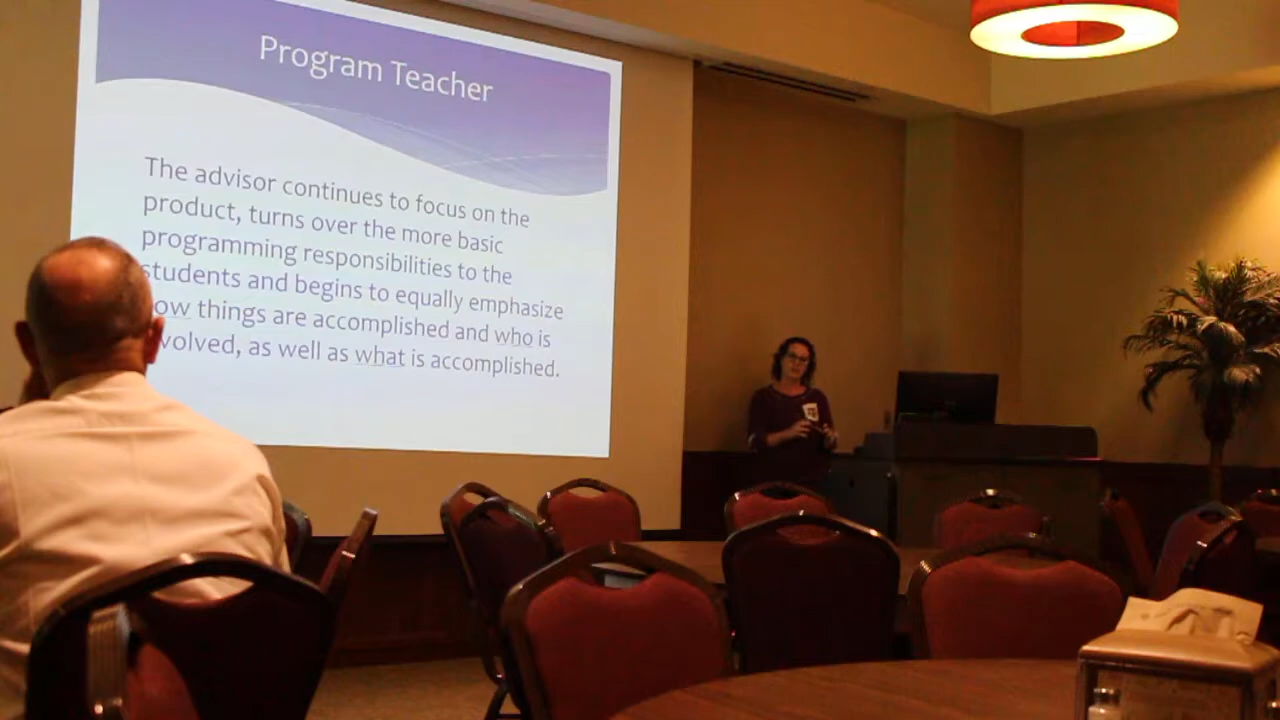 Program Teacher
The advisor continues to focus on the
product, turns over the more basic
programming responsibilities to the
students and begins to equally emphasize
ow things are accomplished and who is
volved, as well as what is accomplished.